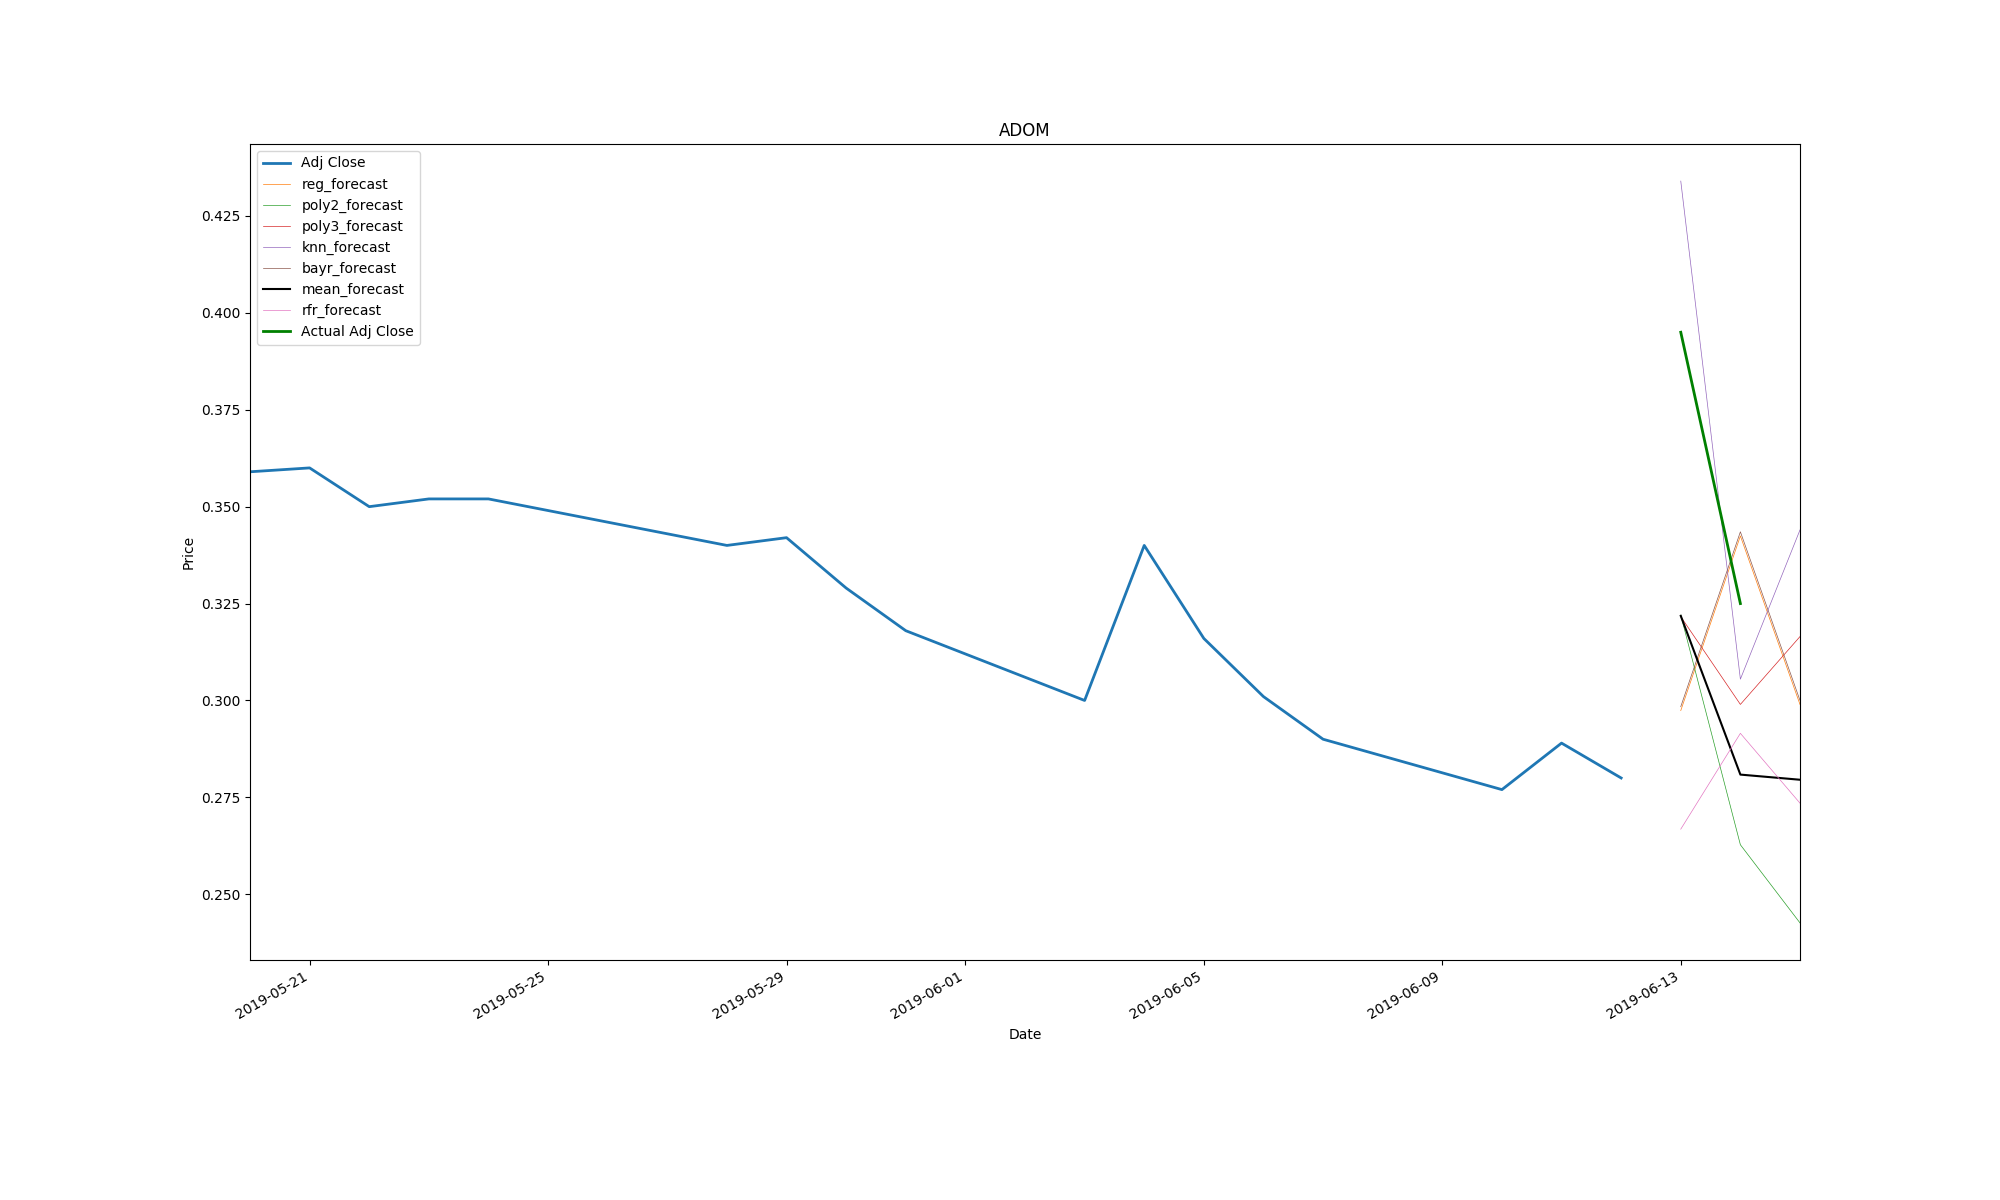 ADOM
Adj Close
reg_forecast
poly2_forecast
poly3_forecast
knn_forecast
bayr_forecast
mean_forecast
rfr_forecast
Actual Adj Close
0.425
0.400
0.375
0.350
0.325
0.300
0.275
0.250
Price
2019-05-21
2019-05-25
2019-05-29
2019-06-01
2019-06-05
2019-06-09
2019-06-13
Date